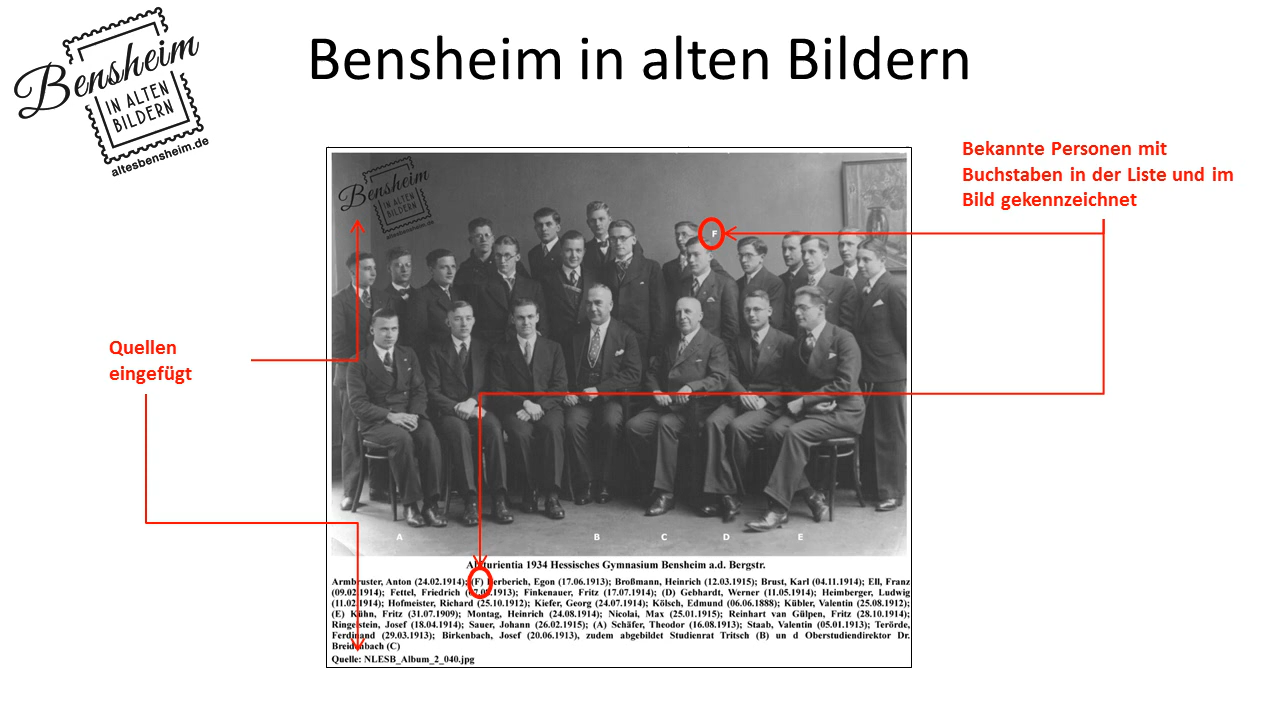 Bensheim
IN ALTEN
BILDERN
altesbensheim.de
Bensheim in alten Bildern
Bekannte Personen mit
Buchstaben in der Liste und im
Bild gekennzeichnet
Quellen
eingefügt
Bensheim
IN ALTEN
BILDERN
altesbensheim.de
F
A B C D E
Abiturientia 1934 Hessisches Gymnasium Bensheim a.d. Bergstr.
Armbruster, Anton (24.02.1914); (F) Berberich, Egon (17.06.1913); Broßmann, Heinrich (12.03.1915); Brust, Karl (04.11.1914); Ell, Franz
(09.02.1914); Fettel, Friedrich 1913); Finkenauer, Fritz (17.07.1914); (D) Gebhardt, Werner (11.05.1914); Heimberger, Ludwig
(11.02.1914); Hofmeister, Richard (25.10.1912); Kiefer, Georg (24.07.1914); Kölsch, Edmund (06.06.1888); Kübler, Valentin (25.08.1912);
(E) Kühn, Fritz (31.07.1909); Montag, Heinrich (24.08.1914); Nicolai, Max (25.01.1915); Reinhart van Gülpen, Fritz (28.10.1914);
Ringelstein, Josef (18.04.1914); Sauer, Johann (26.02.1915); (A) Schäfer, Theodor (16.08.1913); Staab, Valentin (05.01.1913); Terörde,
Ferdinand (29.03.1913); Birkenbach, Josef (20.06.1913), zudem abgebildet Studienrat Tritsch (B) un d Oberstudiendirektor Dr.
Breidenbach (C)
Quelle: NLESB_Album_2_040.jpg